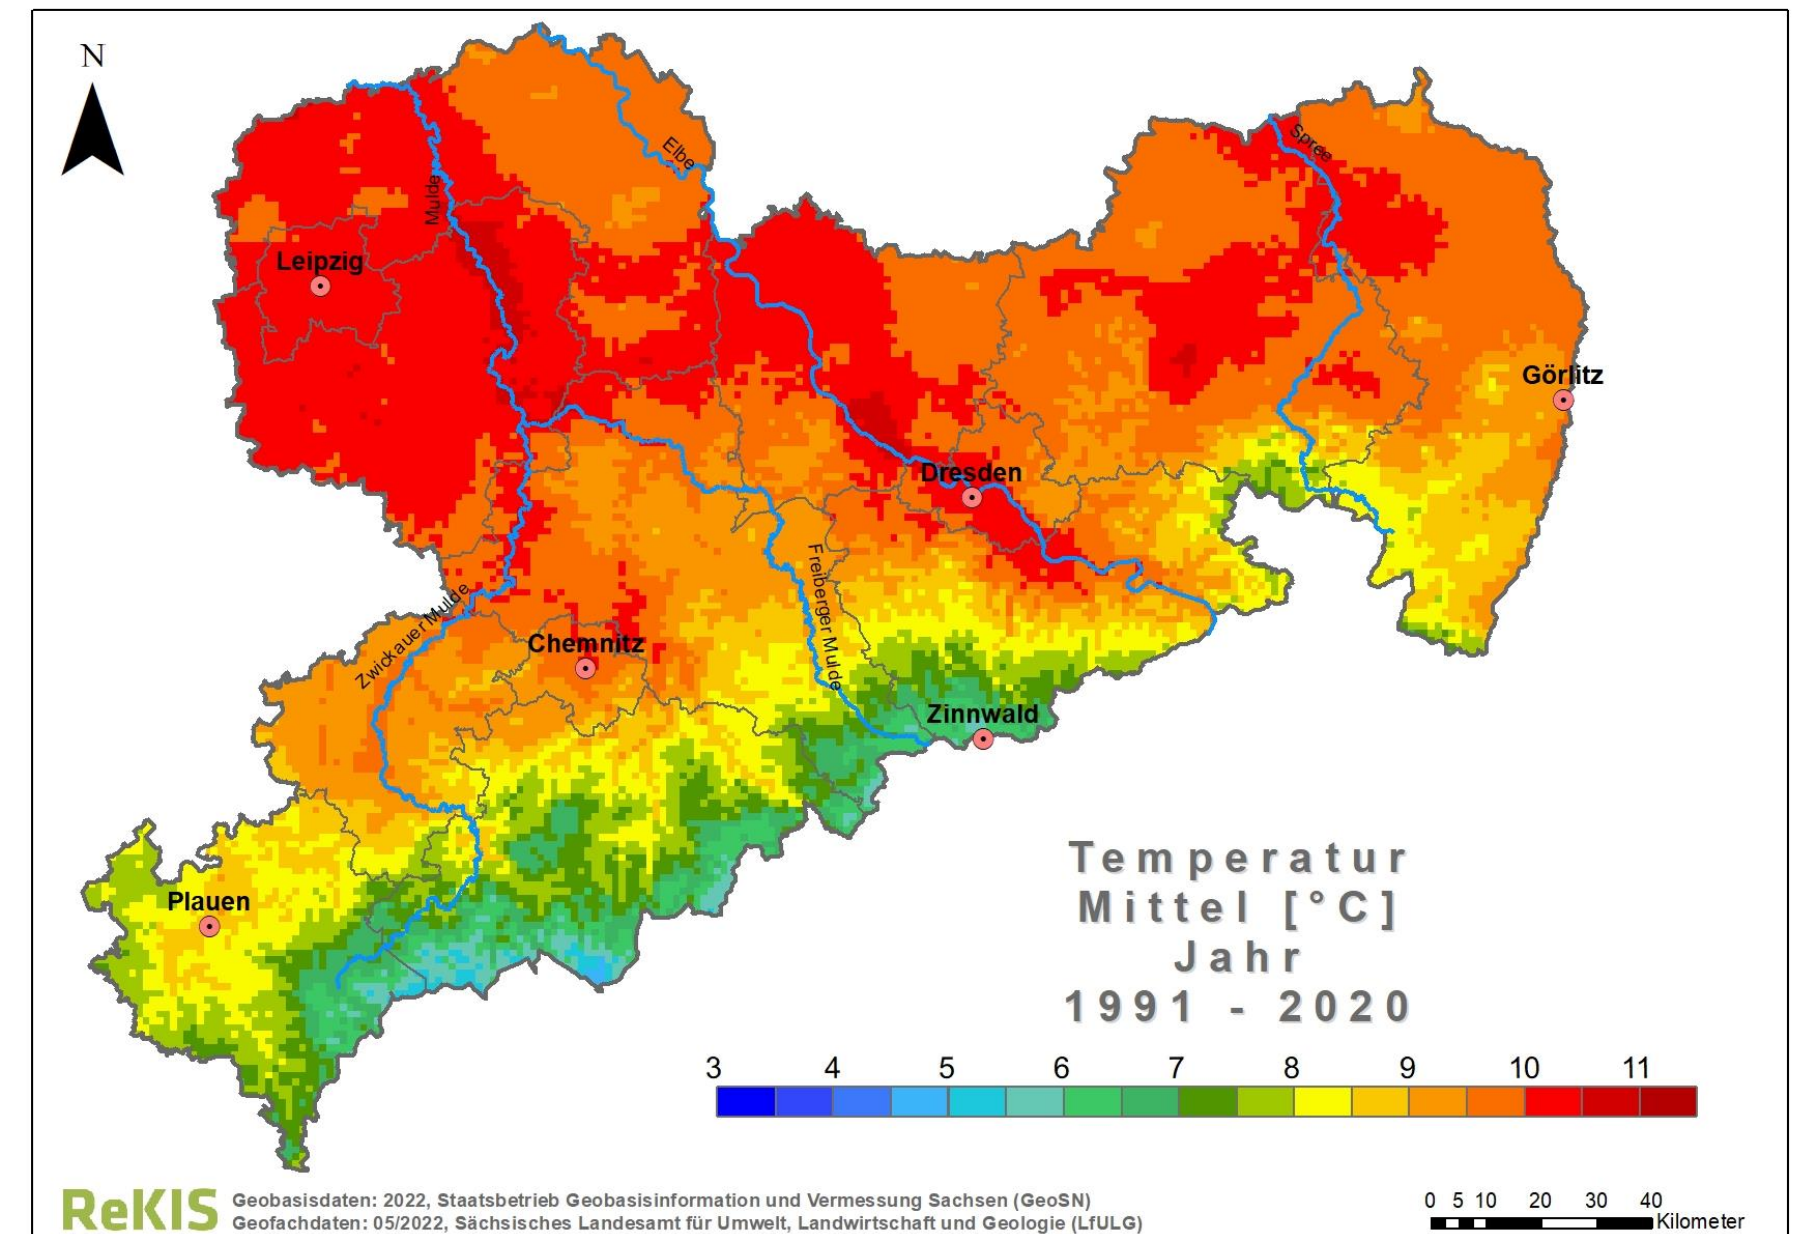 N
Elbe
Spree
Mulde
Leipzig
Görlitz
Dresden
Freiberger Mulde
Zwickauer Mulde
Chemnitz
Zinnwald
Plauen
Temperatur
Mittel [°C]
Jahr
1991 - 2020
3 4 5 6 7 8 9 10 11
ReKIS
Geobasisdaten: 2022, Staatsbetrieb Geobasisinformation und Vermessung Sachsen (GeoSN)
Geofachdaten: 05/2022, Sächsisches Landesamt für Umwelt, Landwirtschaft und Geologie (LfULG)
0 5 10 20 30 40
Kilometer